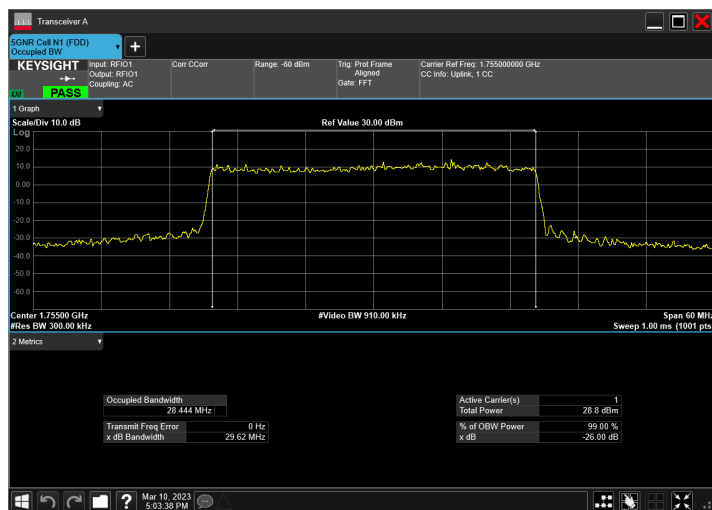 Transceiver A
5GNR Cell N1 (FDD)
Occupied BW
KEYSIGHT
Input: RFIO1
Output: RFIO1
Coupling: AC
Corr CCorr
Range: -60 dBm
Trig: Prot Frame
Aligned
Gate: FFT
Carrier Ref Freq: 1.755000000 GHz
CC Info: Uplink, 1 CC
LXI
PASS
1 Graph
Scale/Div 10.0 dB
Ref Value 30.00 dBm
Log
20.0
10.0
0.00
-10.0
-20.0
-30.0
-40.0
-50.0
-60.0
Center 1.75500 GHz
#Video BW 910.00 kHz
Span 60 MHz
#Res BW 300.00 kHz
Sweep 1.00 ms (1001 pts
2 Metrics
Occupied Bandwidth
28.444 MHz
Transmit Freq Error 0 Hz
x dB Bandwidth 29.62 MHz
Active Carrier(s) 1
Total Power 28.8 dBm
% of OBW Power 99.00 %
x dB -26.00 dB
Mar 10, 2023
5:03:38 PM